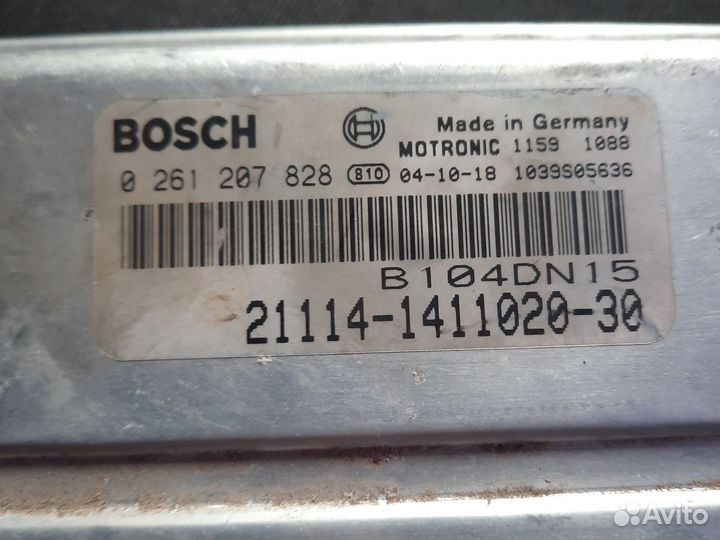 BOSCH
Made in Germany
MOTRONIC 1159 1088
0 261 207 828 810 04-10-18 1039S05636
B104DN15
21114-1411020-30
Avito